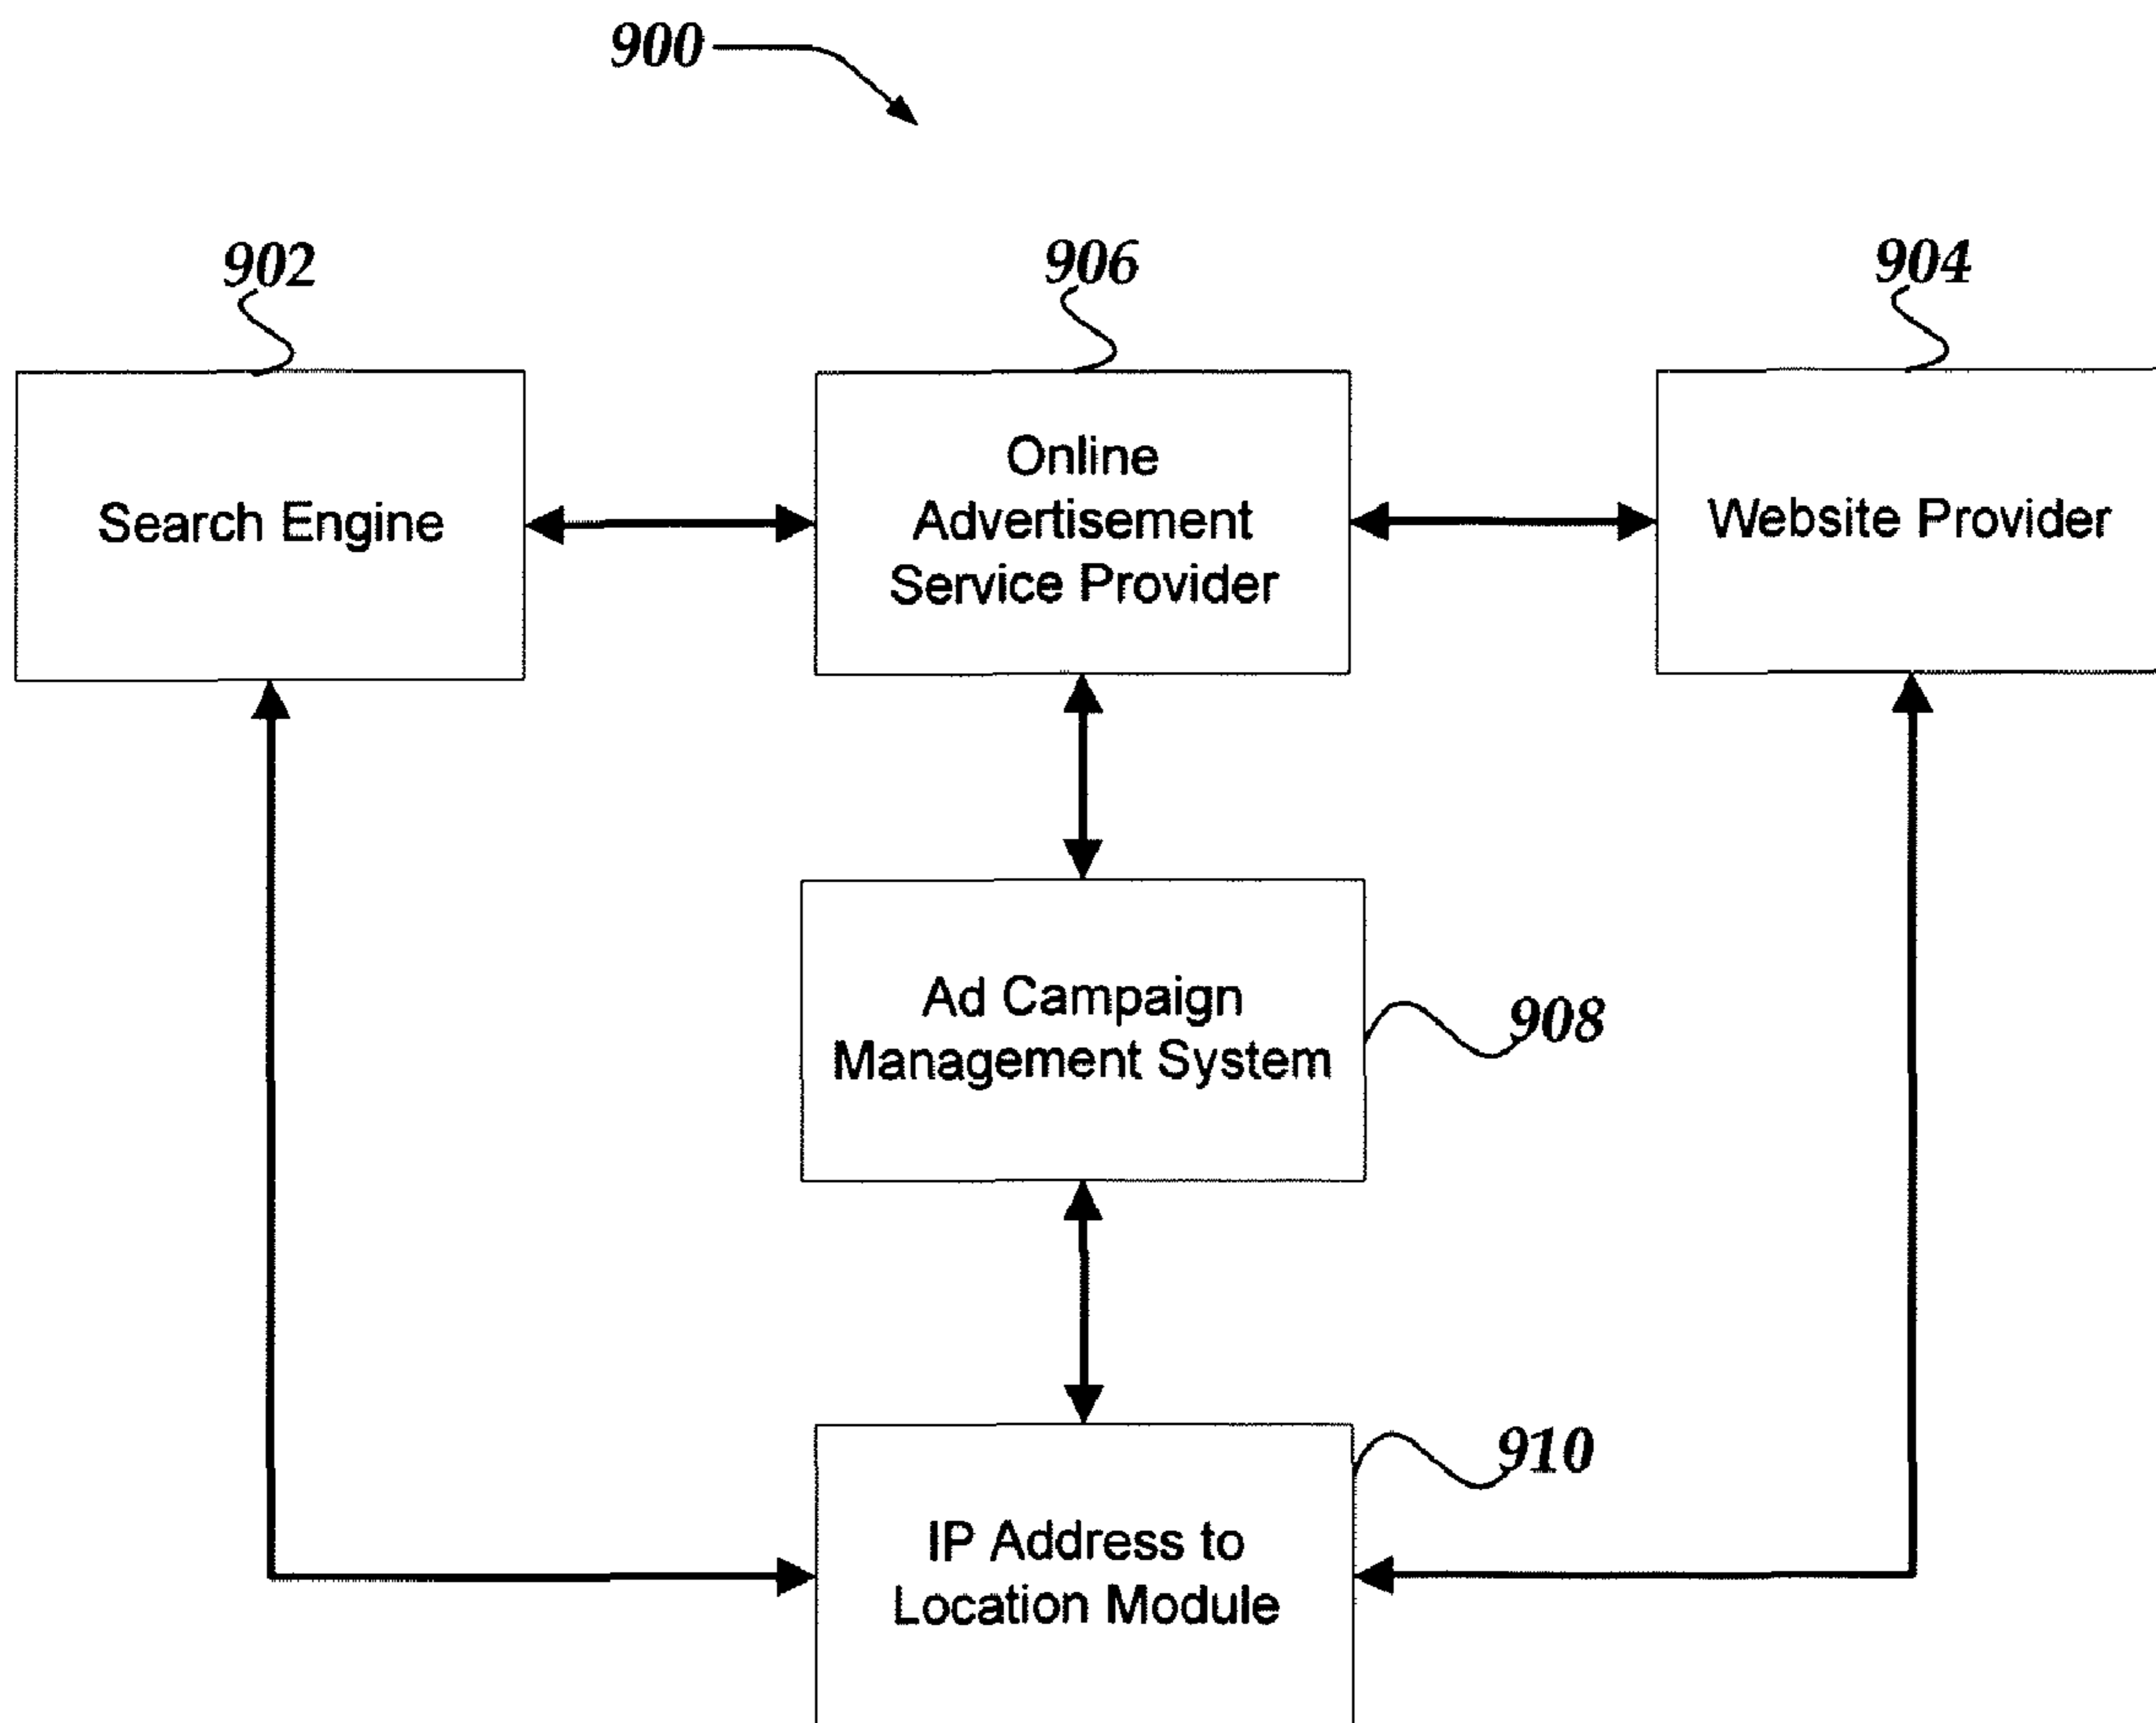 900
902
906
904
Search Engine
Online
Advertisement
Service Provider
Website Provider
Ad Campaign
Management System
908
910
IP Address to
Location Module